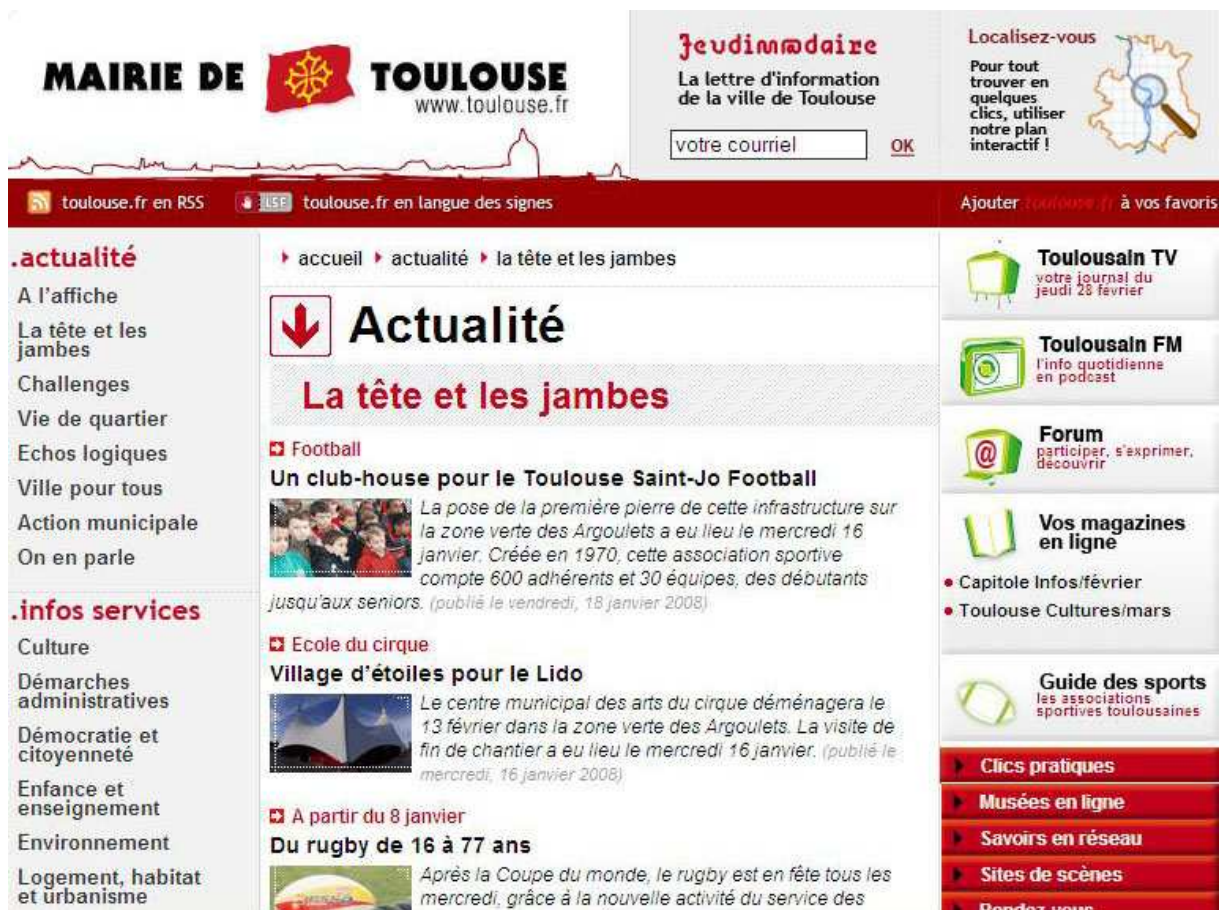 MAIRIE DE TOULOUSE
www.toulouse.fr
Jeudimadaire
La lettre d'information
de la ville de Toulouse
votre courriel OK
Localisez-vous
Pour tout
trouver en
quelques
clics, utiliser
notre plan
interactif !
toulouse.fr en RSS LSF toulouse.fr en langue des signes
Ajouter toulouse.fr à vos favoris
.actualité
A l'affiche
La tête et les
jambes
Challenges
Vie de quartier
Echos logiques
Ville pour tous
Action municipale
On en parle
.infos services
Culture
Démarches
administratives
Démocratie et
citoyenneté
Enfance et
enseignement
Environnement
Logement, habitat
et urbanisme
accueil actualité la tête et les jambes
Actualité
La tête et les jambes
Football
Un club-house pour le Toulouse Saint-Jo Football
La pose de la première pierre de cette infrastructure sur
la zone verte des Argoulets a eu lieu le mercredi 16
janvier. Créée en 1970, cette association sportive
compte 600 adhérents et 30 équipes, des débutants
jusqu'aux seniors. (publié le vendredi, 18 janvier 2008)
Ecole du cirque
Village d'étoiles pour le Lido
Le centre municipal des arts du cirque déménagera le
13 février dans la zone verte des Argoulets. La visite de
fin de chantier a eu lieu le mercredi 16 janvier. (publié le
mercredi, 16 janvier 2008)
A partir du 8 janvier
Du rugby de 16 à 77 ans
Après la Coupe du monde, le rugby est en fête tous les
mercredi, grâce à la nouvelle activité du service des
Toulousain TV
votre journal du
jeudi 28 février
Toulousain FM
l'info quotidienne
en podcast
@
Forum
participer, s'exprimer,
découvrir
Vos magazines
en ligne
Capitole Infos/février
Toulouse Cultures/mars
Guide des sports
les associations
sportives toulousaines
Clics pratiques
Musées en ligne
Savoirs en réseau
Sites de scènes
Rendez-vous